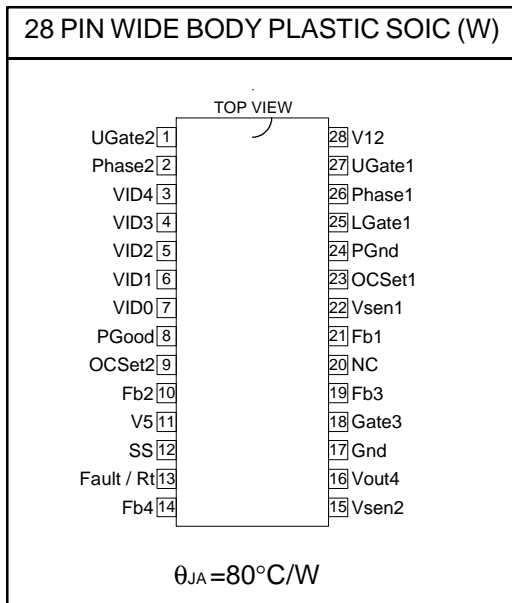 28 PIN WIDE BODY PLASTIC SOIC (W)
TOP VIEW
UGate2 1 28 V12
Phase2 2 27 UGate1
VID4 3 26 Phase1
VID3 4 25 LGate1
VID2 5 24 PGnd
VID1 6 23 OCSet1
VID0 7 22 Vsen1
PGood 8 21 Fb1
OCSet2 9 20 NC
Fb2 10 19 Fb3
V5 11 18 Gate3
SS 12 17 Gnd
Fault / Rt 13 16 Vout4
Fb4 14 15 Vsen2
θJA =80°C/W